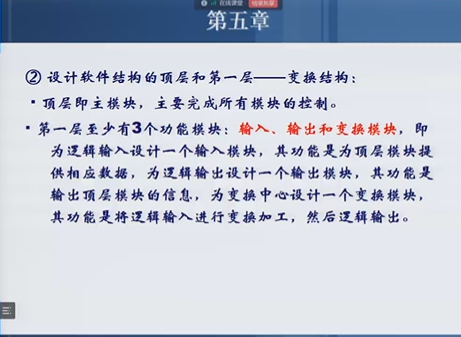 在线课堂
结束共享
第五章
② 设计软件结构的顶层和第一层——变换结构:
▪ 顶层即主模块，主要完成所有模块的控制。
▪ 第一层至少有3个功能模块：输入、输出和变换模块，即
为逻辑输入设计一个输入模块，其功能是为顶层模块提
供相应数据，为逻辑输出设计一个输出模块，其功能是
输出顶层模块的信息，为变换中心设计一个变换模块，
其功能是将逻辑输入进行变换加工，然后逻辑输出。